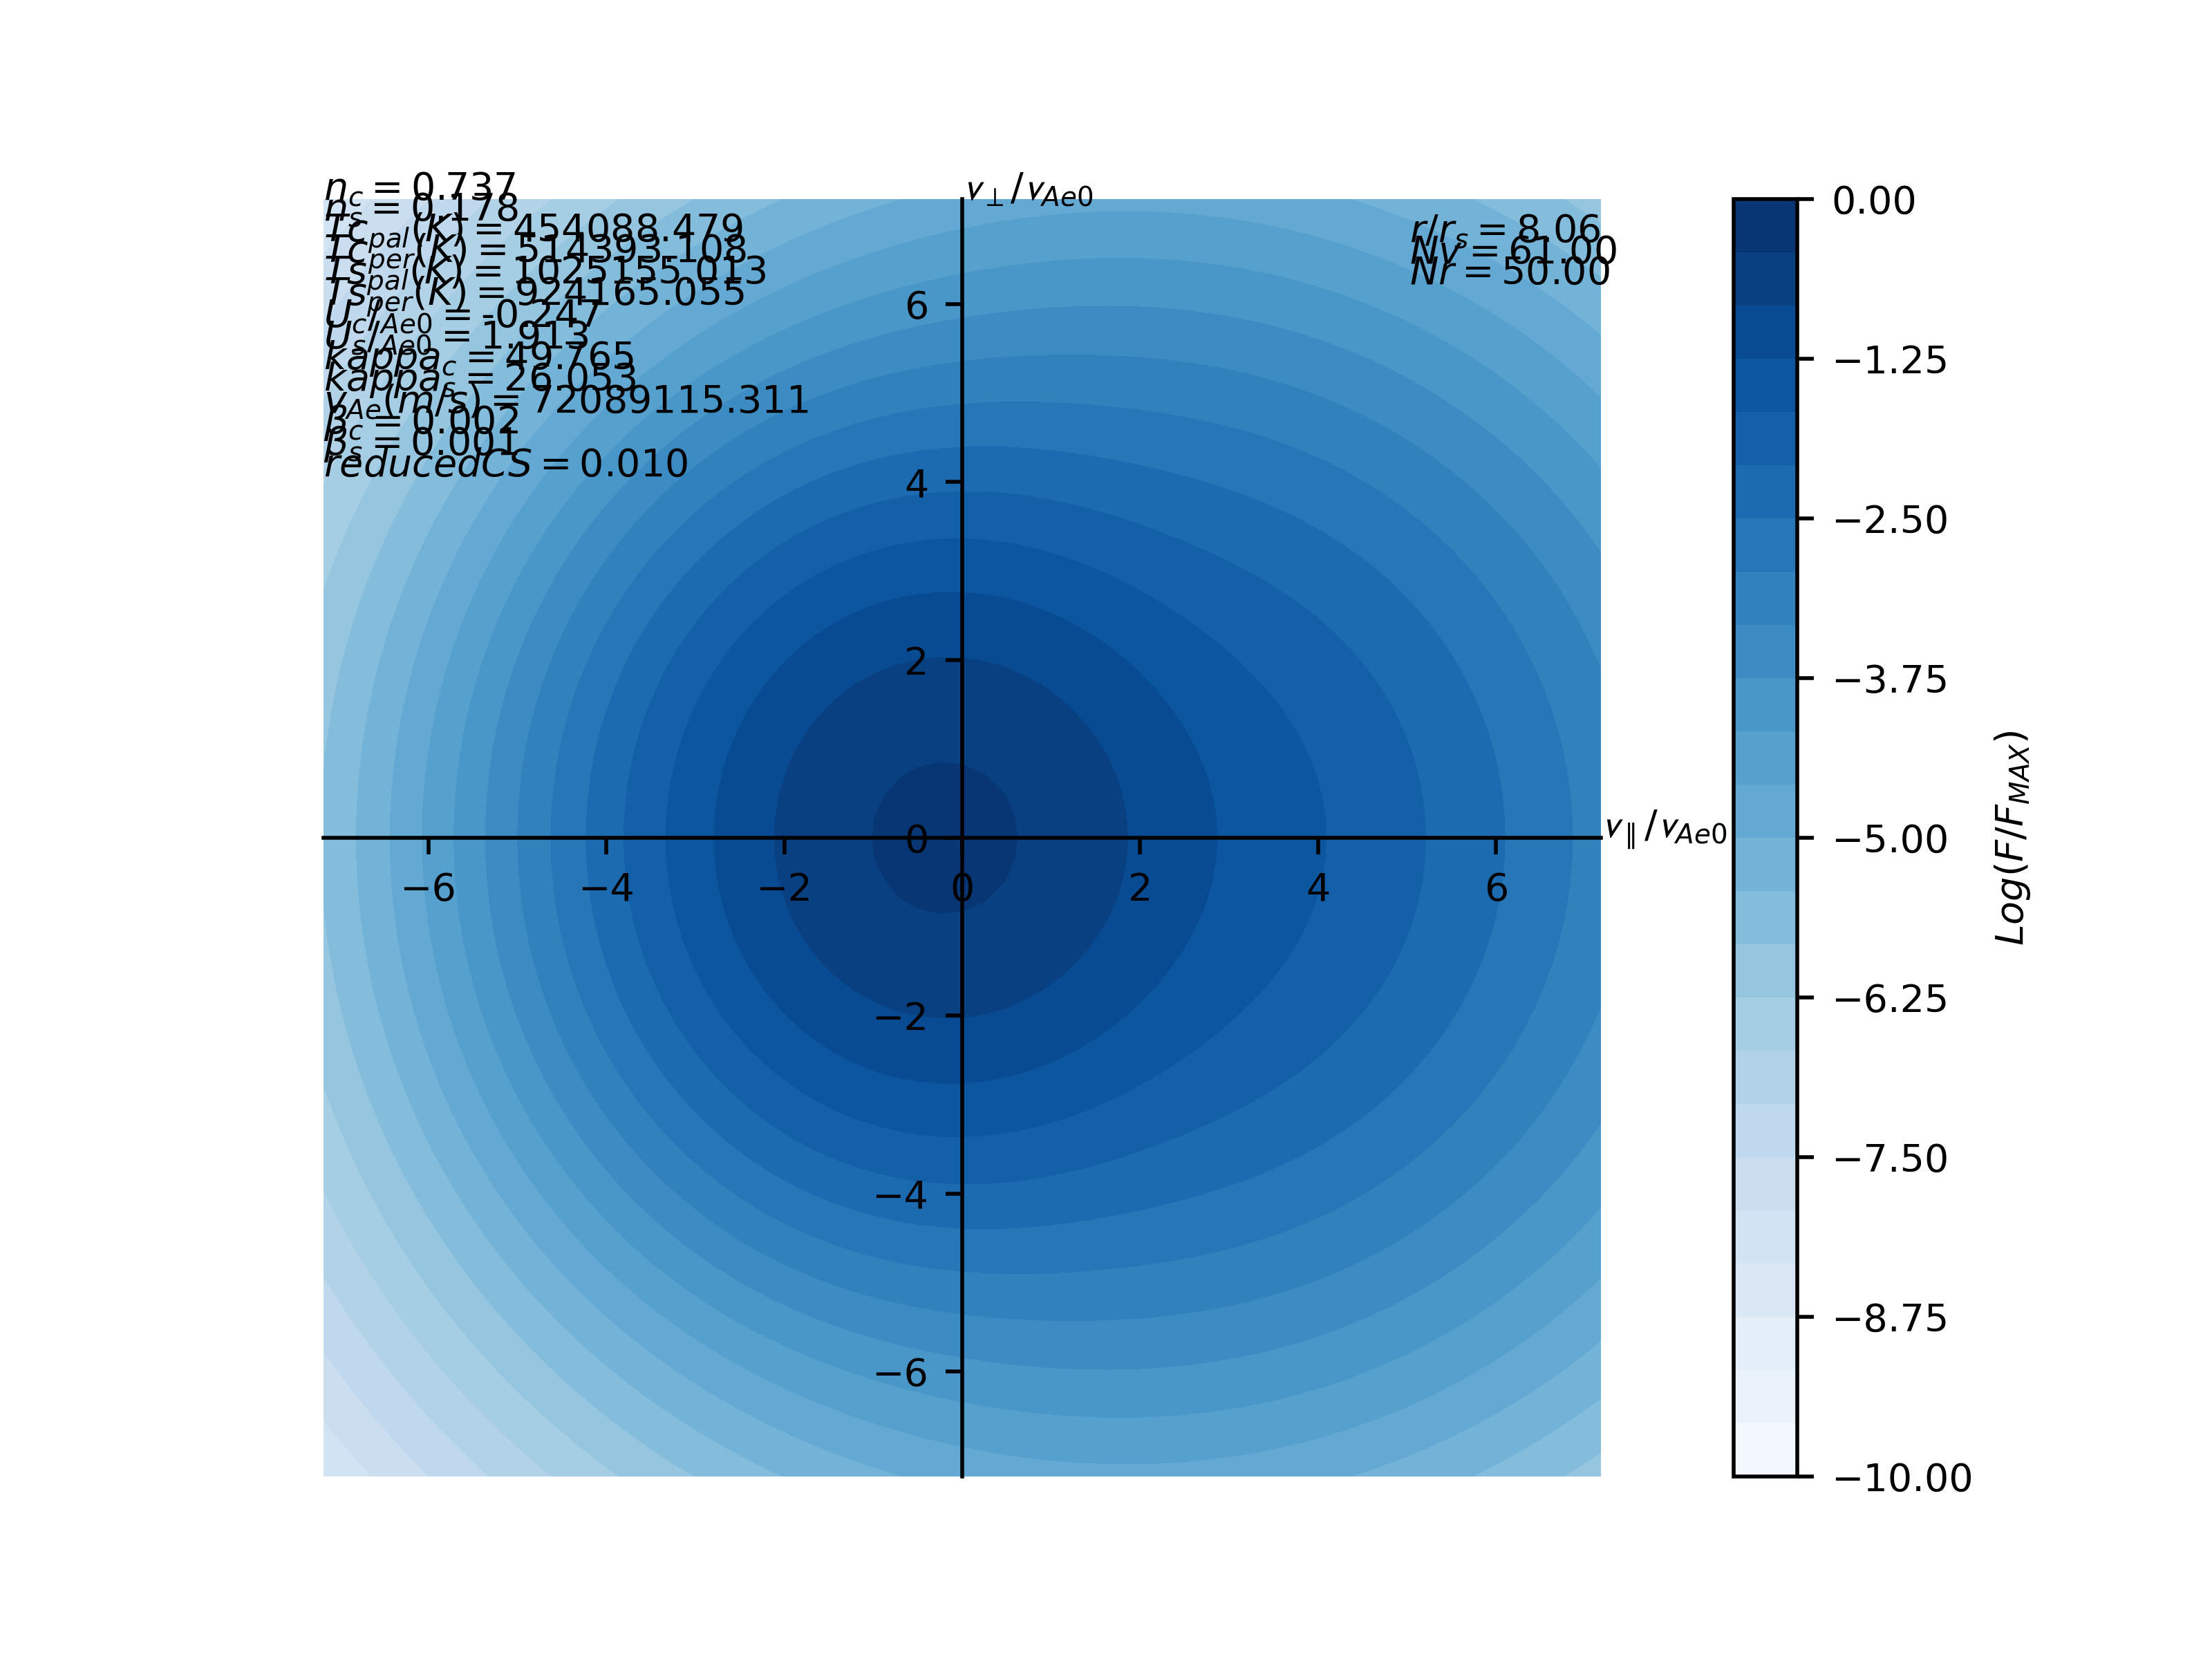 n_c = 0.737
n_s = 0.178
Tc_pal(K) = 454088.479
Tc_per(K) = 514393.108
Ts_pal(K) = 1025155.013
Ts_per(K) = 924165.055
U_c/Ae0 = -0.247
U_s/Ae0 = 1.913
kappa_c = 49.765
kappa_s = 26.053
v_Ae(m/s) = 72089115.311
β_c = 0.002
β_s = 0.001
reducedCS = 0.010
v_⊥/v_Ae0
r/r_s = 8.06
Nv = 61.00
Nr = 50.00
6
4
2
0
−2
−4
−6
−6 −4 −2 0 2 4 6
v_∥/v_Ae0
0.00
−1.25
−2.50
−3.75
−5.00
−6.25
−7.50
−8.75
−10.00
Log(F/F_MAX)